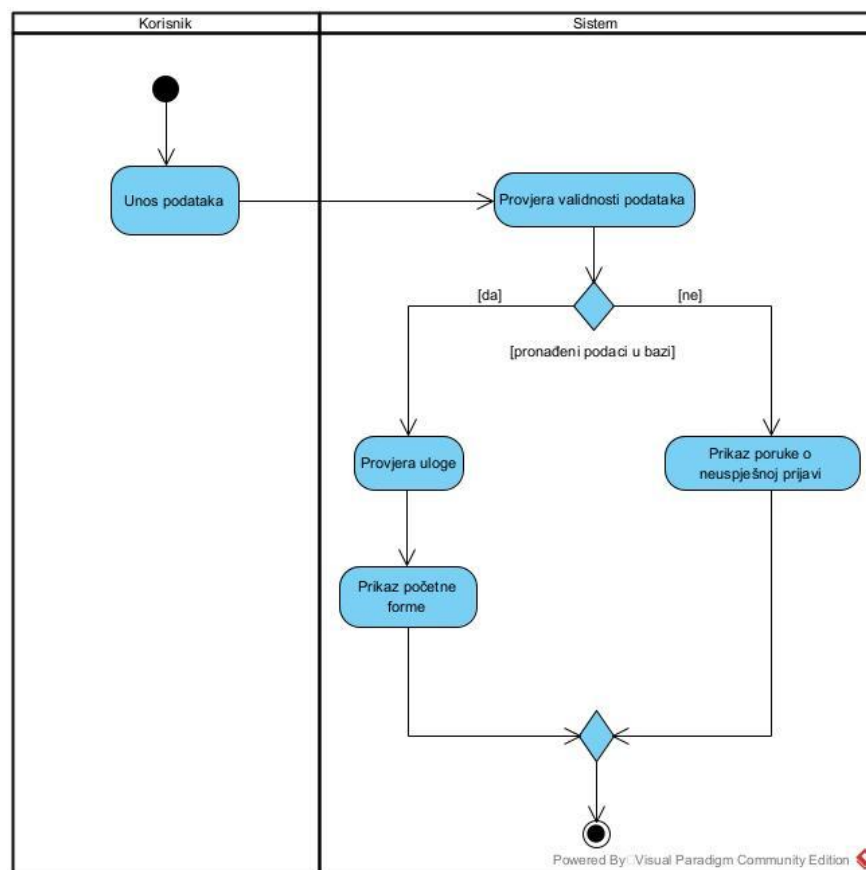 Korisnik
Sistem
Unos podataka
Provjera validnosti podataka
[da]
[ne]
[pronađeni podaci u bazi]
Provjera uloge
Prikaz poruke o
neuspješnoj prijavi
Prikaz početne
forme
Powered By Visual Paradigm Community Edition